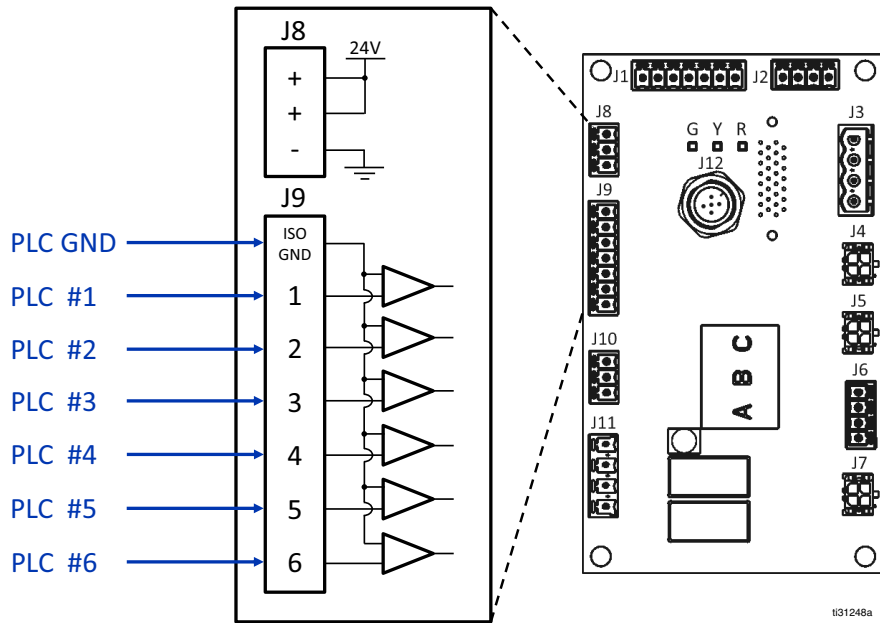 J8
24V
+
+
-
J9
PLC GND
ISO
GND
PLC #1
1
PLC #2
2
PLC #3
3
PLC #4
4
PLC #5
5
PLC #6
6
J1
J2
J8
G Y R
J3
J12
J9
J4
J5
J10
A B C
J6
J11
J7
ti31248a